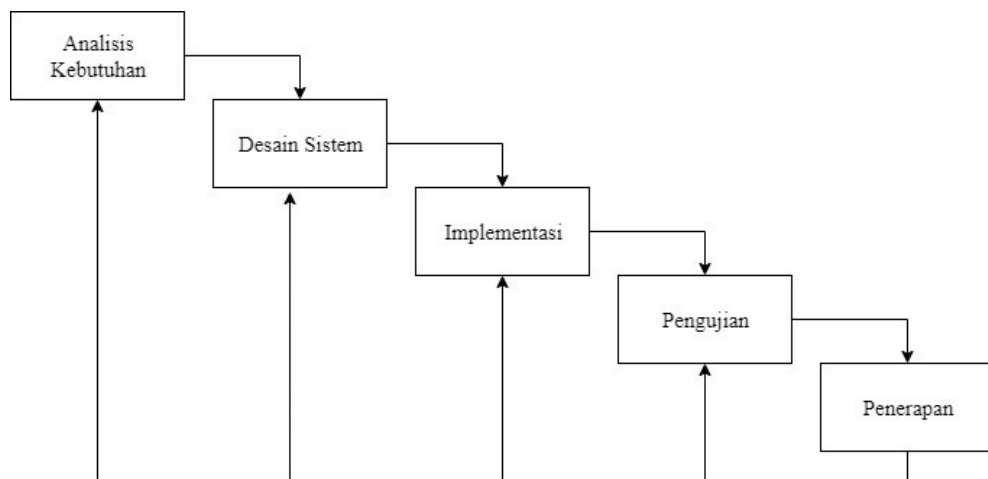 Analisis
Kebutuhan
Desain Sistem
Implementasi
Pengujian
Penerapan